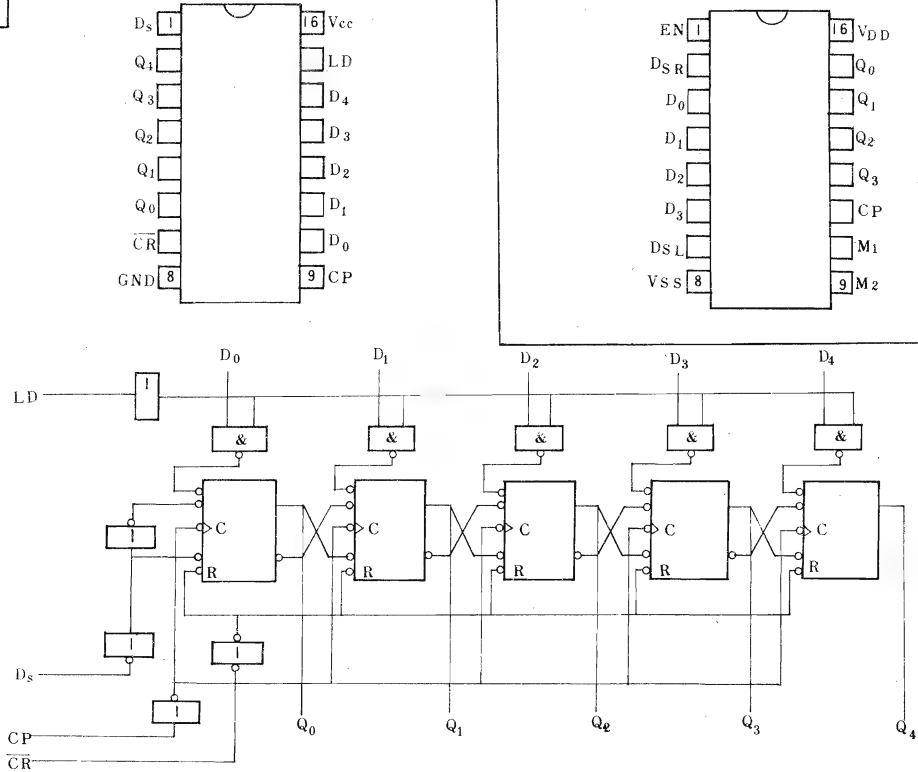 Ds 1 16 Vcc
Q4 LD
Q3 D4
Q2 D3
Q1 D2
Q0 D1
CR D0
GND 8 9 CP
EN 1 16 VDD
DSR Q0
D0 Q1
D1 Q2
D2 Q3
D3 CP
DSL M1
VSS 8 9 M2
D0 D1 D2 D3 D4
LD 1
& & & & &
C C C C C
1
R R R R R
1 1
Ds
1
Q0 Q1 Q2 Q3 Q4
CP
CR